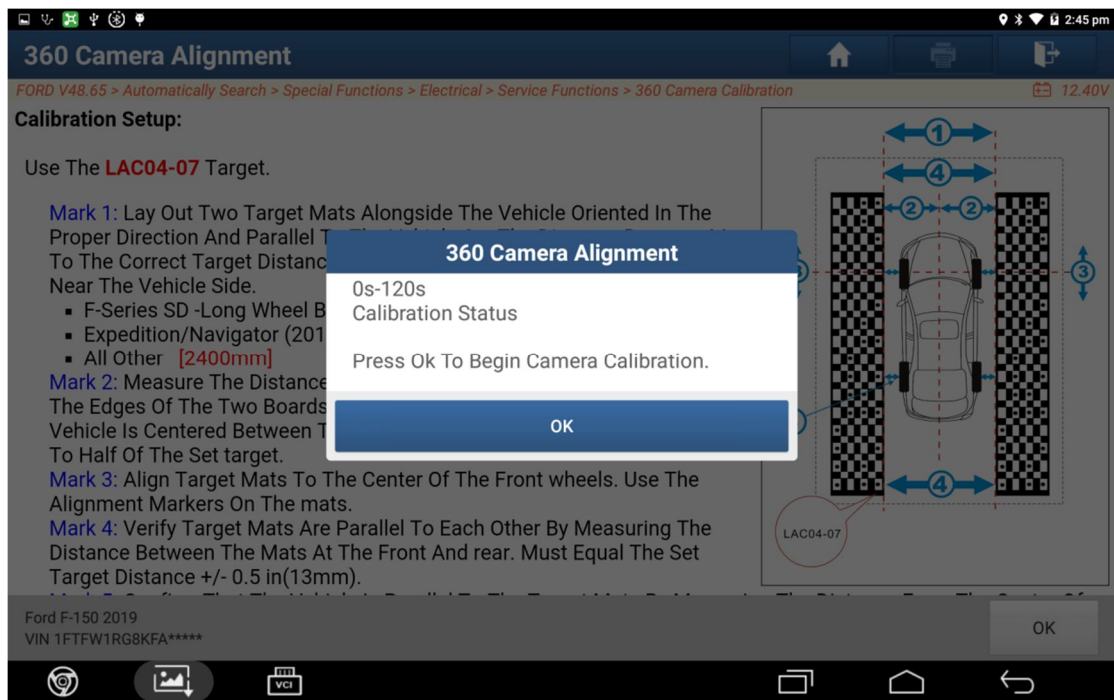 2:45 pm
360 Camera Alignment
FORD V48.65 > Automatically Search > Special Functions > Electrical > Service Functions > 360 Camera Calibration
12.40V
Calibration Setup:
Use The LAC04-07 Target.
Mark 1: Lay Out Two Target Mats Alongside The Vehicle Oriented In The
Proper Direction And Parallel
To The Correct Target
Near The Vehicle Side.
F-Series SD -Long Wheel
Expedition/Navigator
All Other [2400mm]
Mark 2: Measure The Distance
The Edges Of The Two Boards
Vehicle Is Centered Between
To Half Of The Set target.
Mark 3: Align Target Mats To The Center Of The Front wheels. Use The
Alignment Markers On The mats.
Mark 4: Verify Target Mats Are Parallel To Each Other By Measuring The
Distance Between The Mats At The Front And rear. Must Equal The Set
Target Distance +/- 0.5 in(13mm).
360 Camera Alignment
0s-120s
Calibration Status
Press Ok To Begin Camera Calibration.
OK
1
4
2 2
3
4
LAC04-07
Ford F-150 2019
VIN 1FTFW1RG8KFA*****
OK
VCI